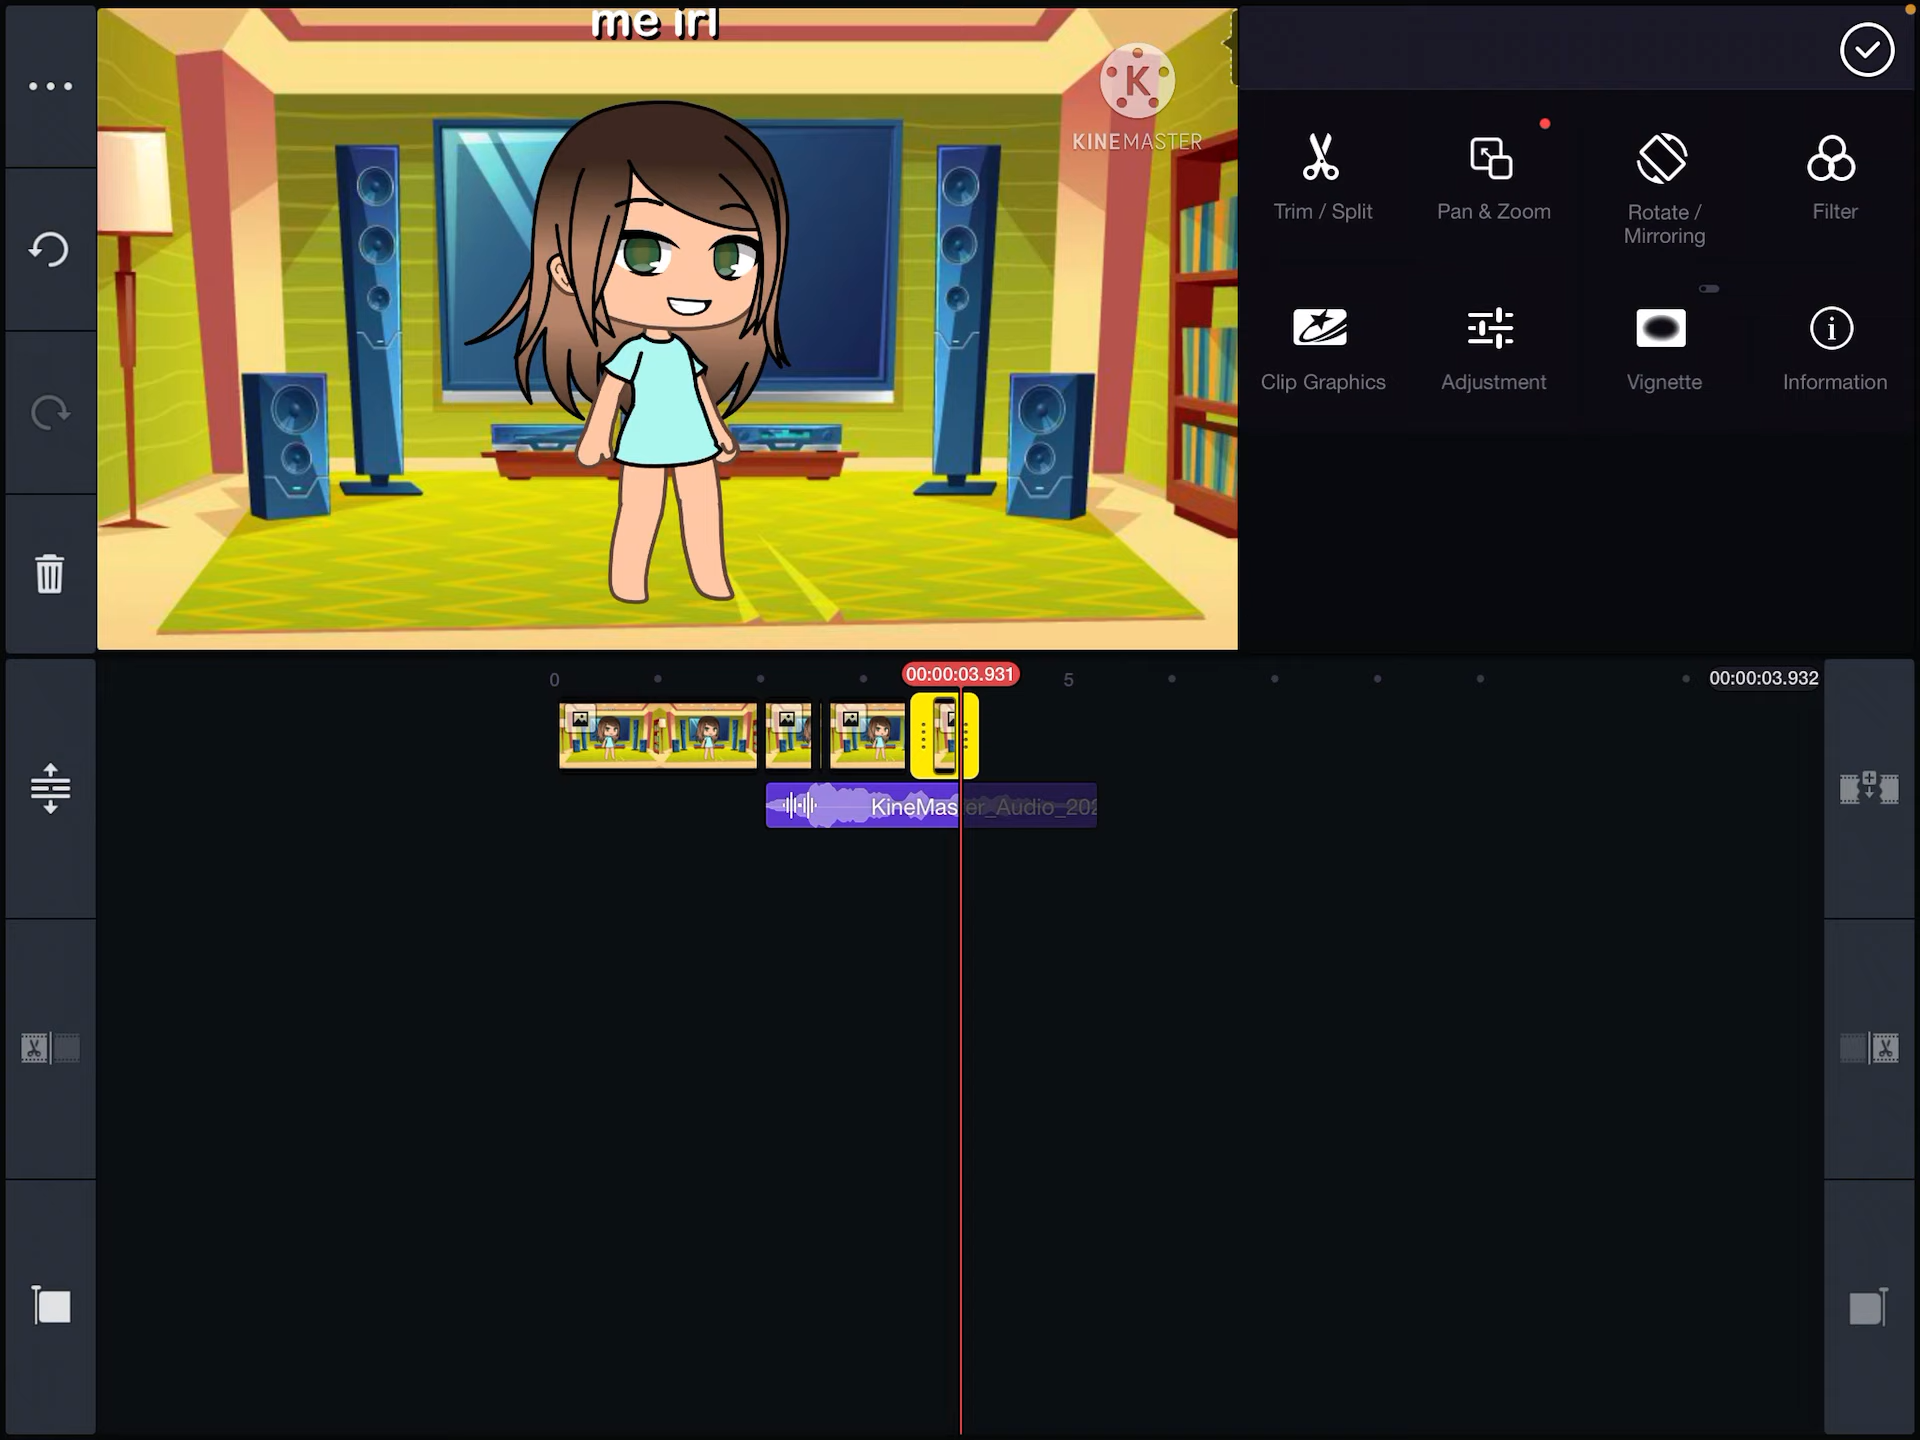 me irl
K
KINEMASTER
Trim / Split
Pan & Zoom
Rotate /
Mirroring
Filter
Clip Graphics
Adjustment
Vignette
Information
0
00:00:03.931
5
00:00:03.932
KineMaster_Audio_202